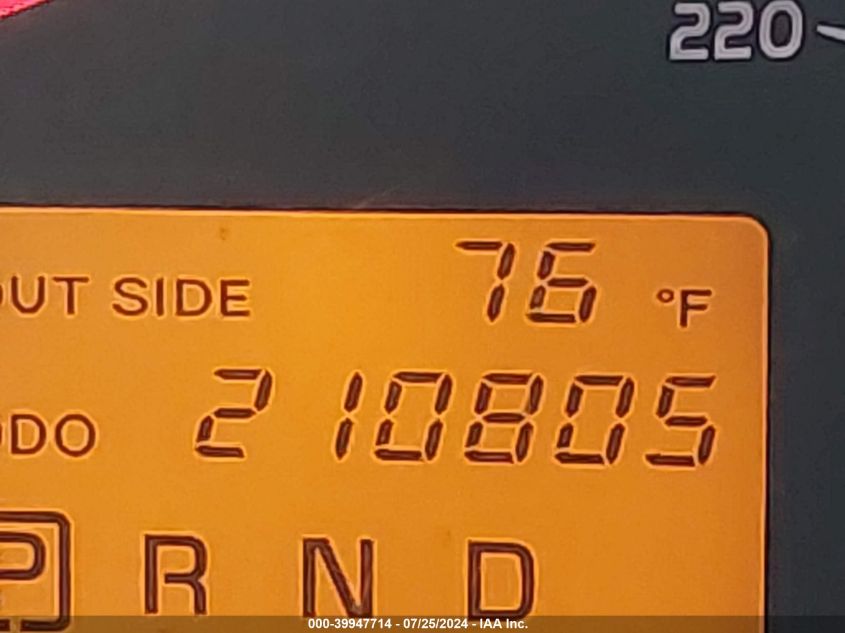 220
OUT SIDE 76 °F
ODO 210805
P R N D
000-39947714 - 07/25/2024 - IAA Inc.